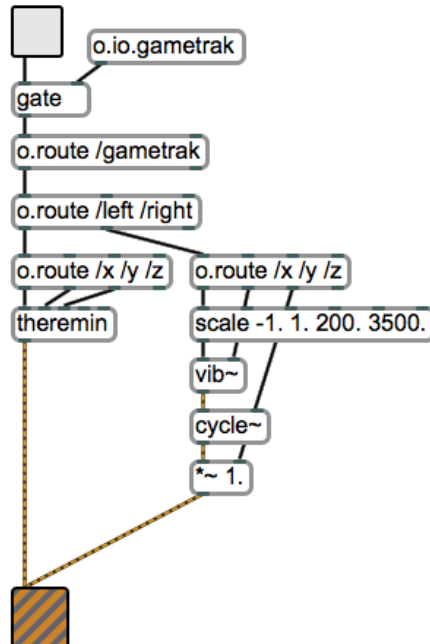 o.io.gametrak
gate
o.route /gametrak
o.route /left /right
o.route /x /y /z
o.route /x /y /z
theremin
scale -1. 1. 200. 3500.
vib~
cycle~
*~ 1.